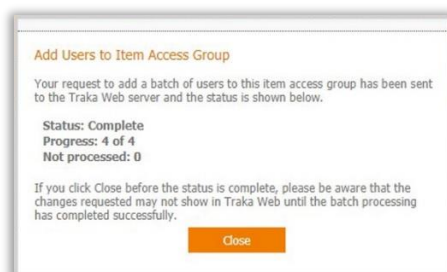 Add Users to Item Access Group
Your request to add a batch of users to this item access group has been sent
to the Traka Web server and the status is shown below.
Status: Complete
Progress: 4 of 4
Not processed: 0
If you click Close before the status is complete, please be aware that the
changes requested may not show in Traka Web until the batch processing
has completed successfully.
Close